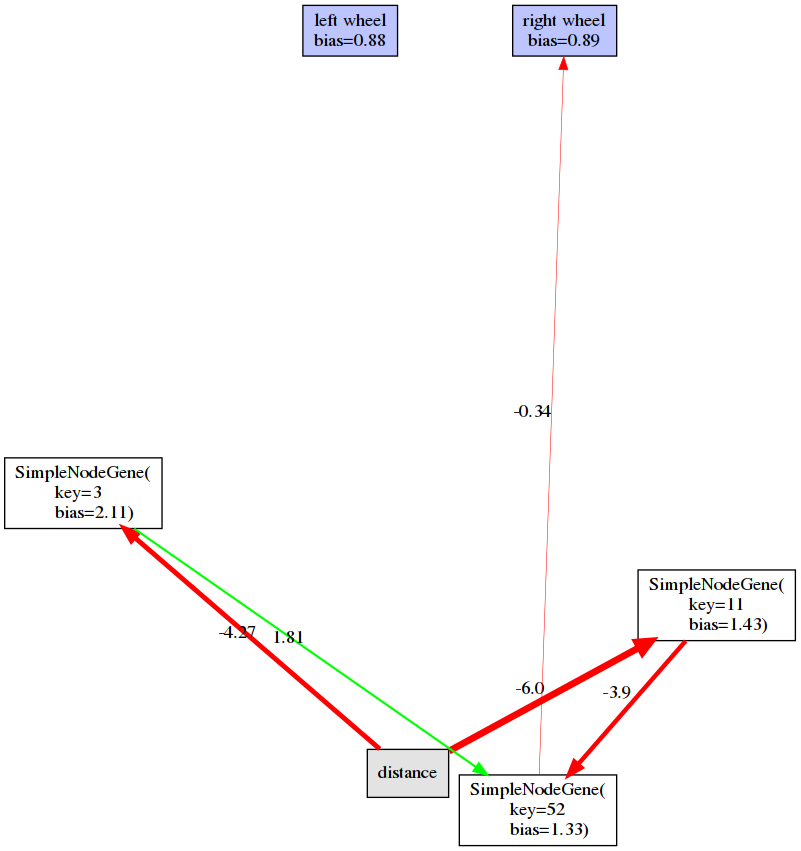 left wheel
bias=0.88
right wheel
bias=0.89
-0.34
SimpleNodeGene(
key=3
bias=2.11)
SimpleNodeGene(
key=11
bias=1.43)
-4.27
1.81
-6.0
-3.9
distance
SimpleNodeGene(
key=52
bias=1.33)